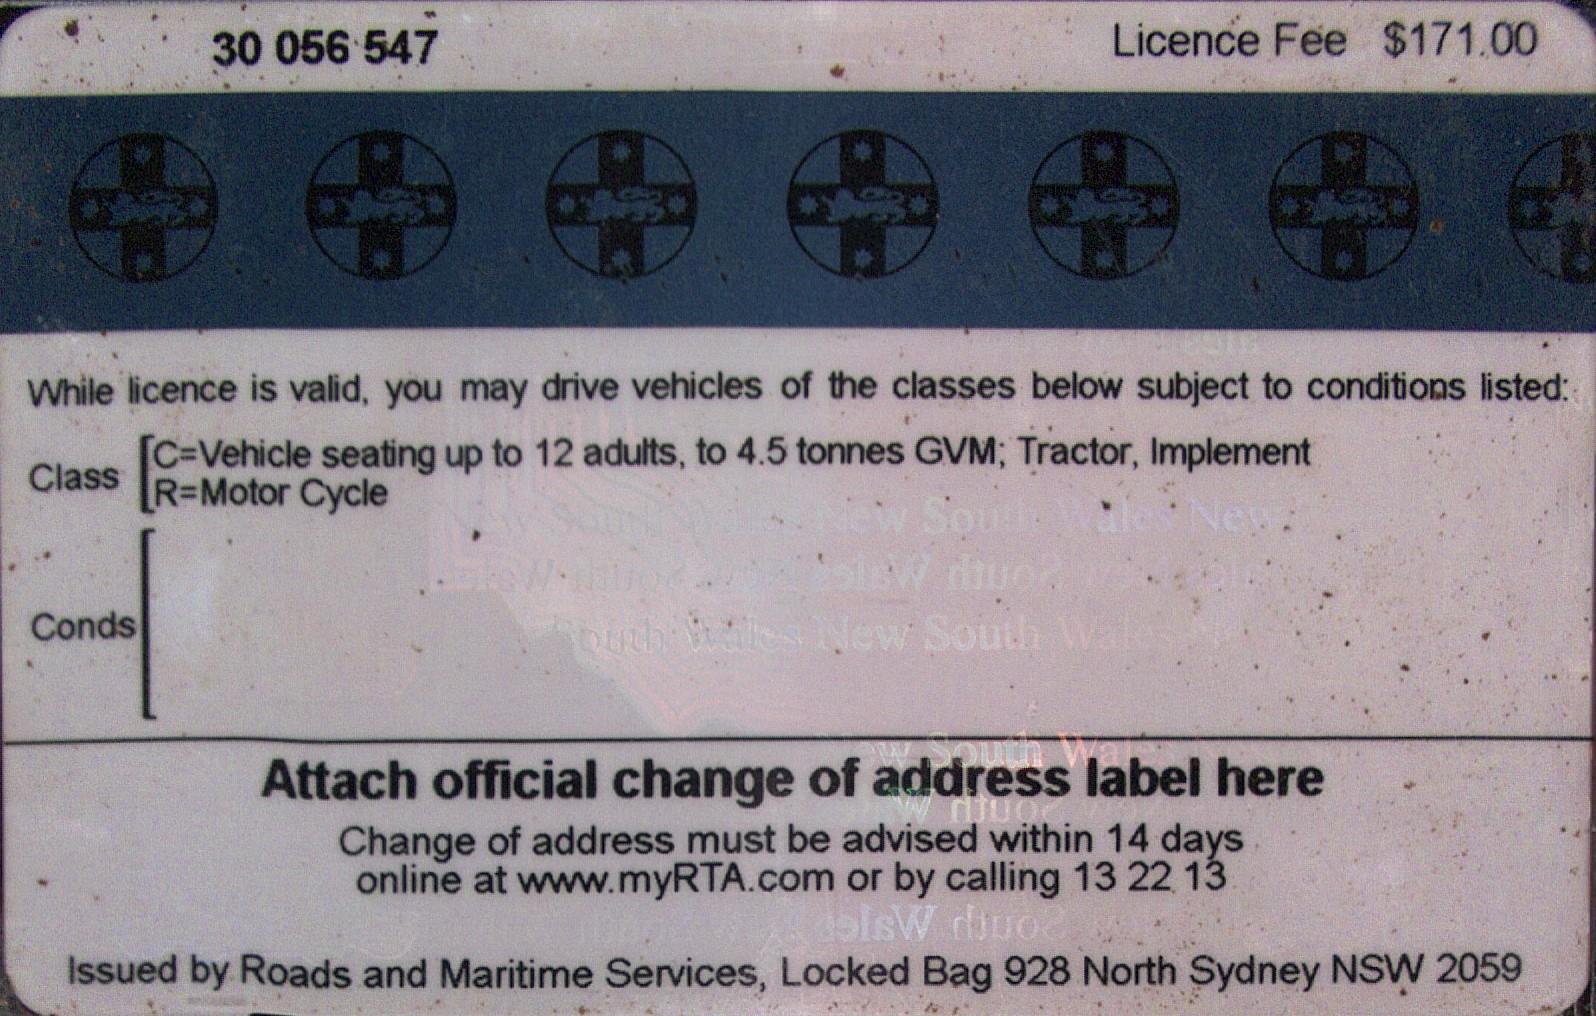 30 056 547 Licence Fee $171.00
While licence is valid, you may drive vehicles of the classes below subject to conditions listed:
Class
C=Vehicle seating up to 12 adults, to 4.5 tonnes GVM; Tractor, Implement
R=Motor Cycle
New South Wales New South Wales New
South Wales New South Wales
South Wales New South Wales
Conds
New South Wales
Attach official change of address label here
South Wales
Change of address must be advised within 14 days
online at www.myRTA.com or by calling 13 22 13
South Wales New South
Issued by Roads and Maritime Services, Locked Bag 928 North Sydney NSW 2059